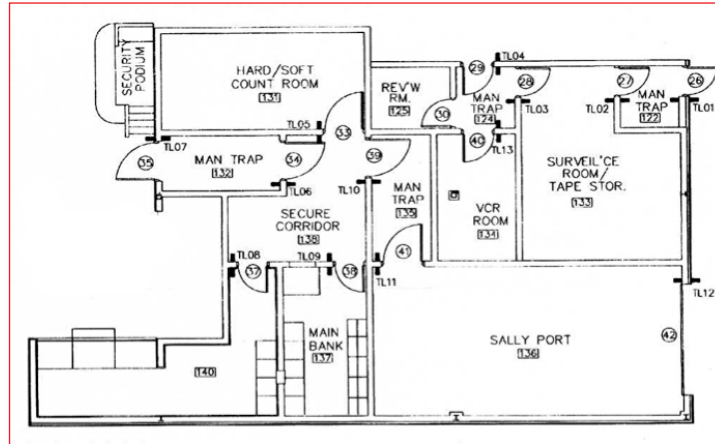 SECURITY
PODIUM
HARD/SOFT
COUNT ROOM
131
REV'W
RM.
125
29
TL04
28
27
26
MAN
TRAP
124
30
TL03
TL02
MAN
TRAP
122
TL01
TL05
33
40
TL13
TL07
35
MAN TRAP
132
34
39
TL06
TL10
MAN
TRAP
135
SURVEIL'CE
ROOM/
TAPE STOR.
133
VCR
ROOM
134
SECURE
CORRIDOR
138
TL08
37
TL09
38
41
TL11
TL12
MAIN
BANK
137
SALLY PORT
136
42
140